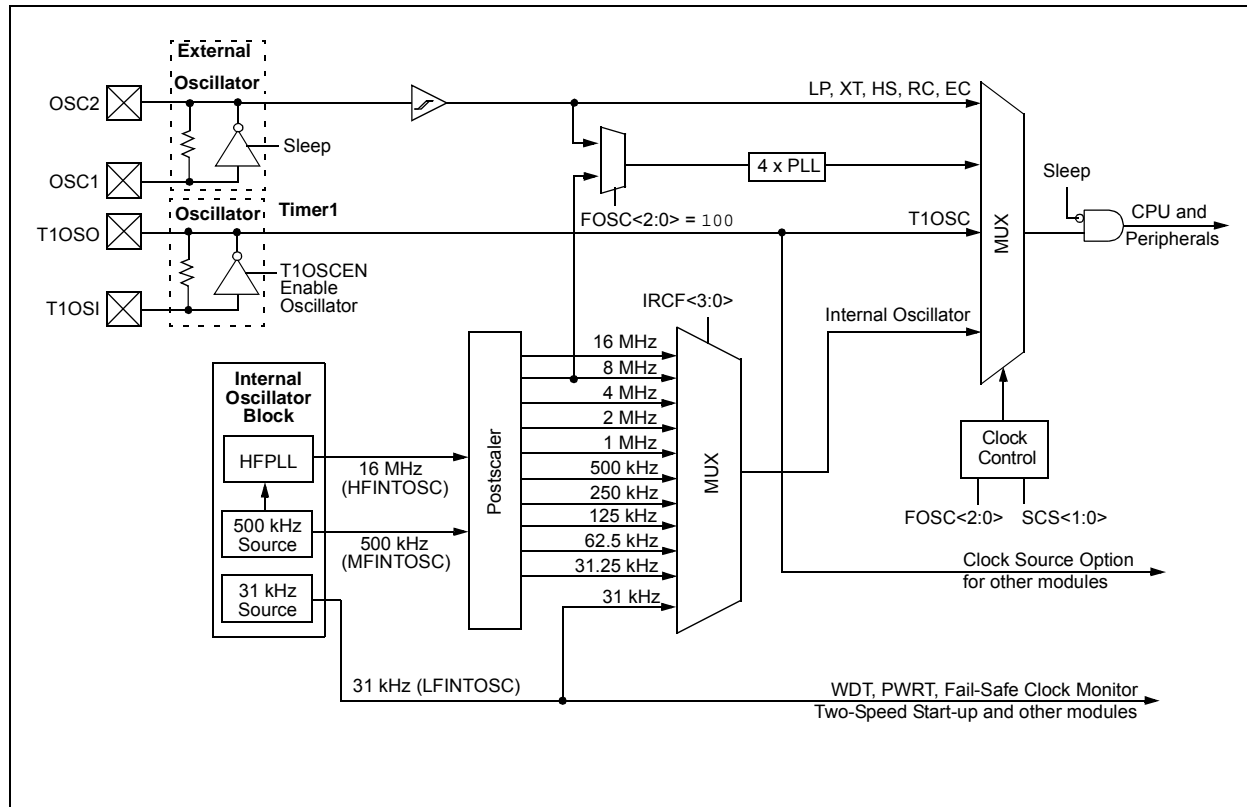 External
Oscillator
OSC2
Sleep
OSC1
LP, XT, HS, RC, EC
4 x PLL
FOSC<2:0> = 100
Sleep
CPU and
Peripherals
MUX
Oscillator
Timer1
T1OSO
T1OSC
T1OSCEN
Enable
Oscillator
T1OSI
IRCF<3:0>
Internal Oscillator
Internal
Oscillator
Block
HFPLL
500 kHz
Source
31 kHz
Source
16 MHz
(HFINTOSC)
500 kHz
(MFINTOSC)
Postscaler
16 MHz
8 MHz
4 MHz
2 MHz
1 MHz
500 kHz
250 kHz
125 kHz
62.5 kHz
31.25 kHz
31 kHz
MUX
Clock
Control
FOSC<2:0>
SCS<1:0>
Clock Source Option
for other modules
31 kHz (LFINTOSC)
WDT, PWRT, Fail-Safe Clock Monitor
Two-Speed Start-up and other modules